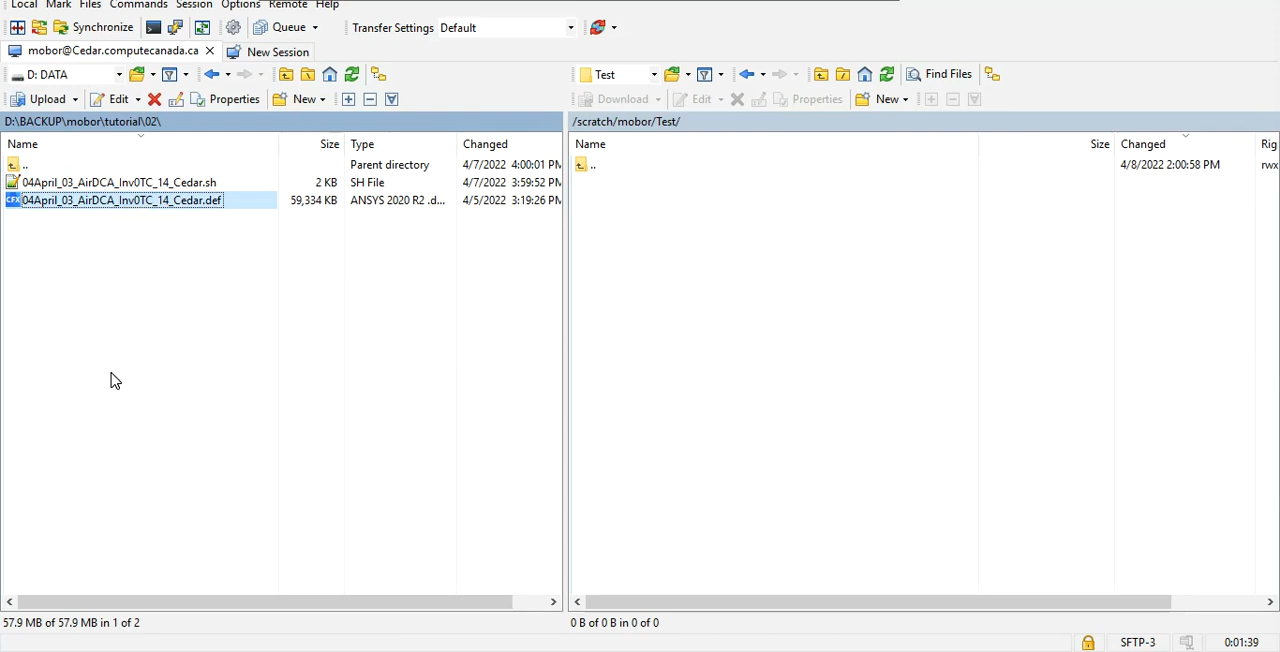 Local Mark Files Commands Session Options Remote Help
Synchronize Queue Transfer Settings Default
mobor@Cedar.computecanada.ca New Session
D: DATA Test Find Files
Upload Edit Properties New Download Edit Properties New
D:\BACKUP\mobor\tutorial\02\ /scratch/mobor/Test/
Name Size Type Changed Name Size Changed Rig
.. Parent directory 4/7/2022 4:00:01 PM .. 4/8/2022 2:00:58 PM rwx
04April_03_AirDCA_Inv0TC_14_Cedar.sh 2 KB SH File 4/7/2022 3:59:52 PM
CFX 04April_03_AirDCA_Inv0TC_14_Cedar.def 59,334 KB ANSYS 2020 R2 .d... 4/5/2022 3:19:26 PM
57.9 MB of 57.9 MB in 1 of 2 0 B of 0 B in 0 of 0
SFTP-3 0:01:39